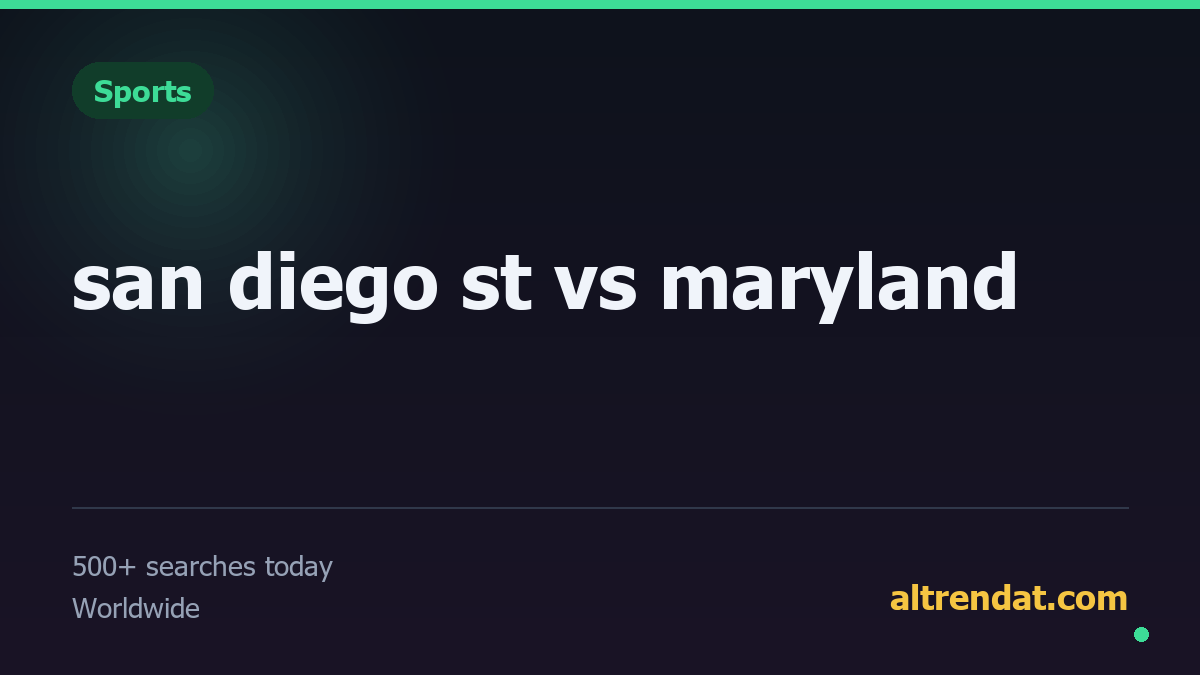 Sports
san diego st vs maryland
500+ searches today
Worldwide
altrendat.com